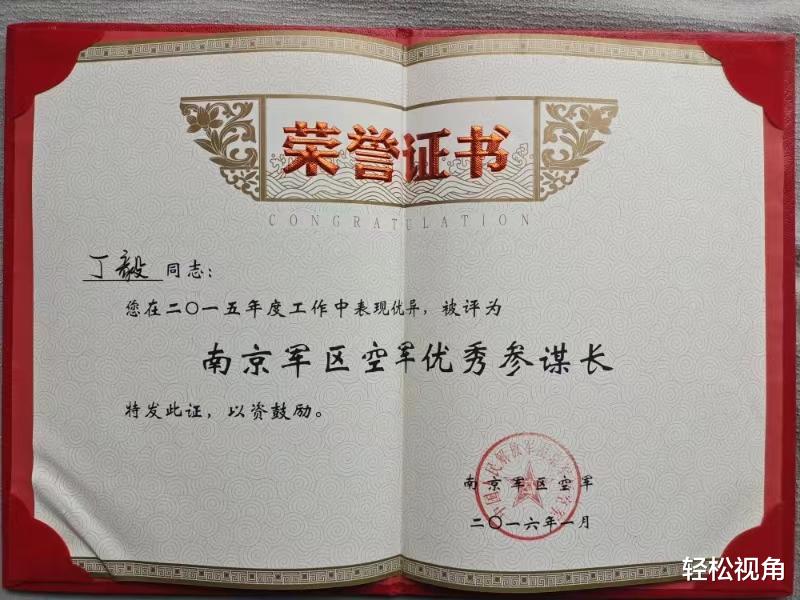 荣誉证书
CONGRATULATION
丁毅 同志：
您在二〇一五年度工作中表现优异，被评为
南京军区空军优秀参谋长
特发此证，以资鼓励。
南京军区空军
二〇一六年一月
轻松视角